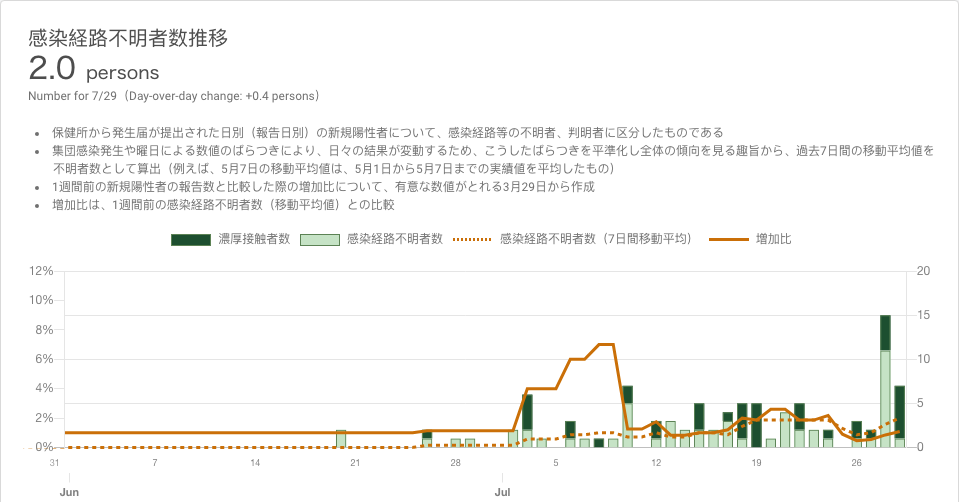 感染経路不明者数推移
2.0 persons
Number for 7/29（Day-over-day change: +0.4 persons）
• 保健所から発生届が提出された日別（報告日別）の新規陽性者について、感染経路等の不明者、判明者に区分したものである
• 集団感染発生や曜日による数値のばらつきにより、日々の結果が変動するため、こうしたばらつきを平準化し全体の傾向を見る趣旨から、過去7日間の移動平均値を
不明者数として算出（例えば、5月7日の移動平均値は、5月1日から5月7日までの実績値を平均したもの）
• 1週間前の新規陽性者の報告数と比較した際の増加比について、有意な数値がとれる3月29日から作成
• 増加比は、1週間前の感染経路不明者数（移動平均値）との比較
濃厚接触者数 感染経路不明者数 感染経路不明者数（7日間移動平均） 増加比
12% 20
10% 15
8%
6% 10
4%
2% 5
0% 0
31 7 14 21 28 5 12 19 26
Jun Jul